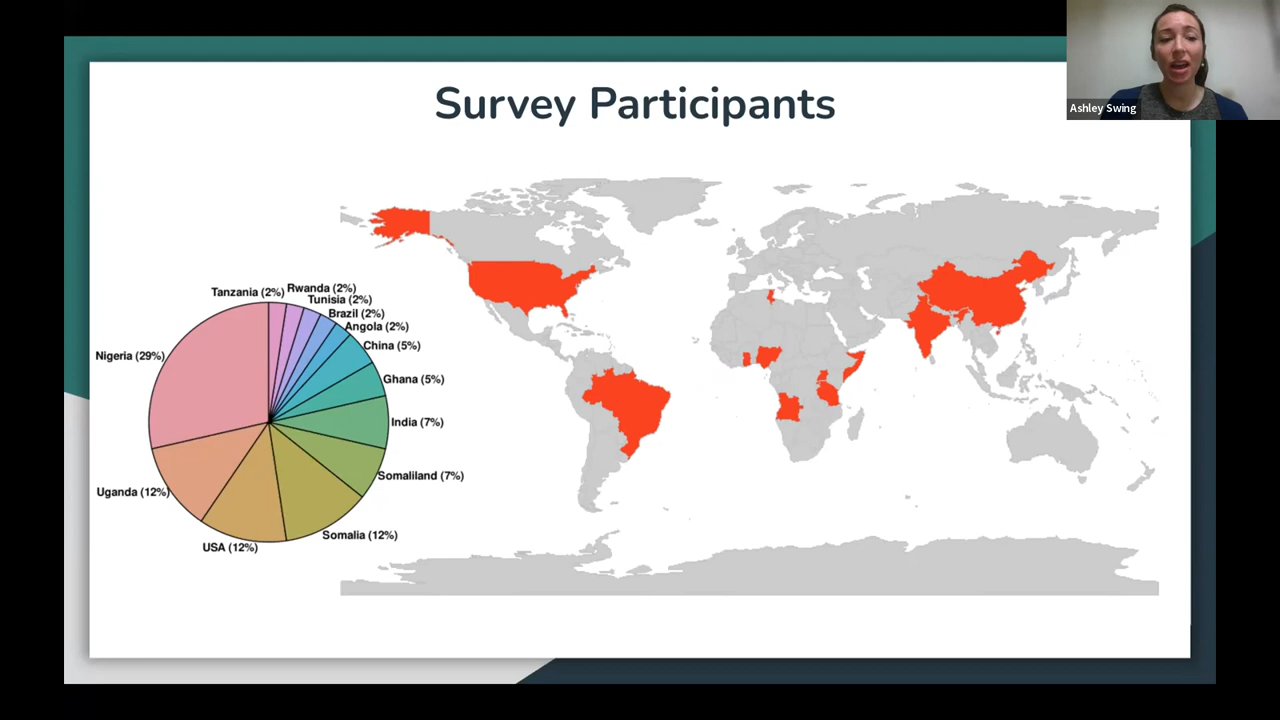 Ashley Swing
Survey Participants
Tanzania (2%)
Rwanda (2%)
Tunisia (2%)
Brazil (2%)
Angola (2%)
China (5%)
Nigeria (29%)
Ghana (5%)
India (7%)
Somaliland (7%)
Uganda (12%)
Somalia (12%)
USA (12%)